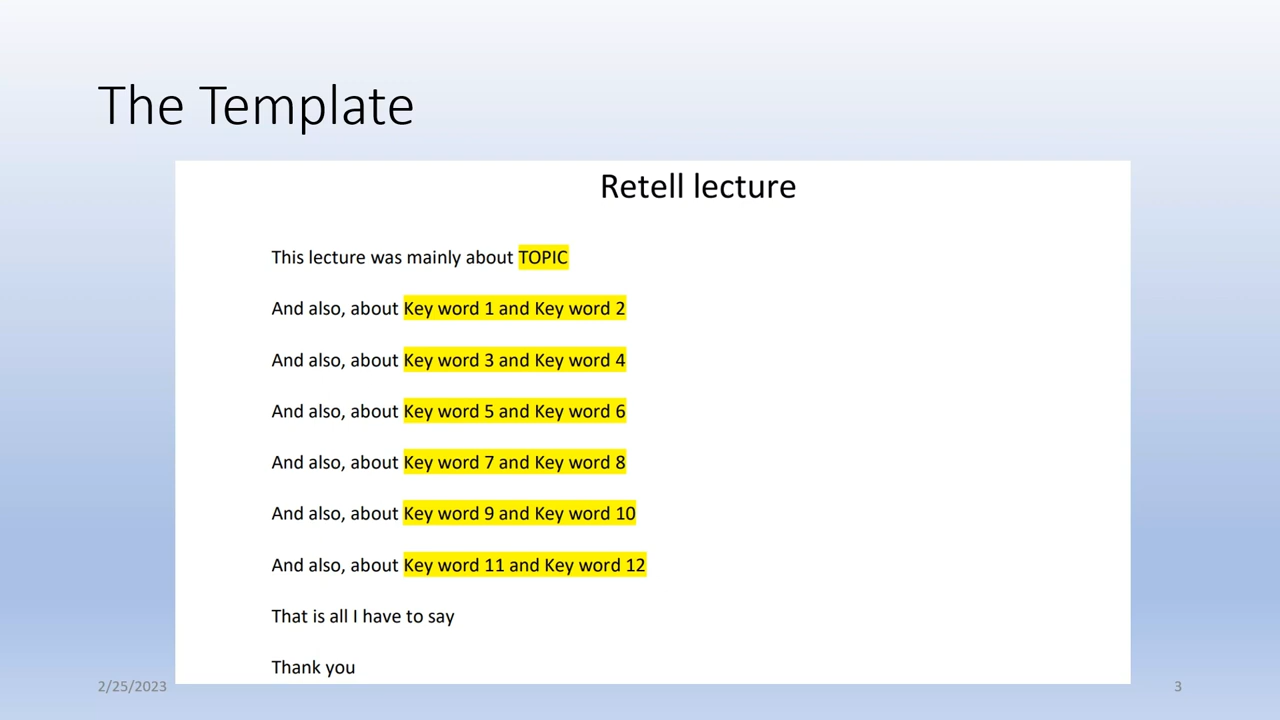 The Template
Retell lecture
This lecture was mainly about TOPIC
And also, about Key word 1 and Key word 2
And also, about Key word 3 and Key word 4
And also, about Key word 5 and Key word 6
And also, about Key word 7 and Key word 8
And also, about Key word 9 and Key word 10
And also, about Key word 11 and Key word 12
That is all I have to say
Thank you
2/25/2023
3